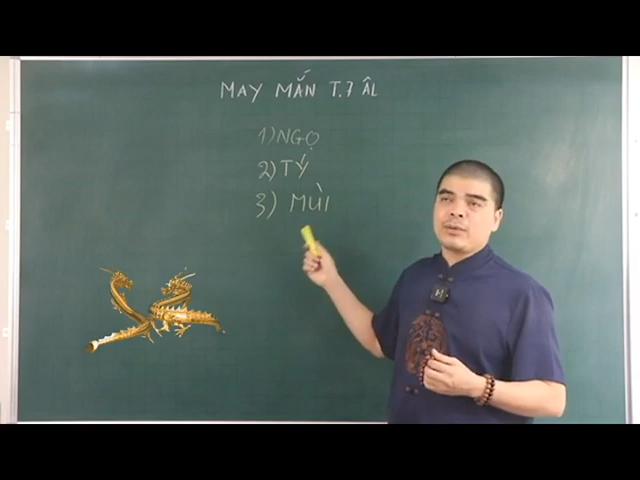 MAY MẮN T.7 ÂL
1) NGỌ
2) TÝ
3) MÙI